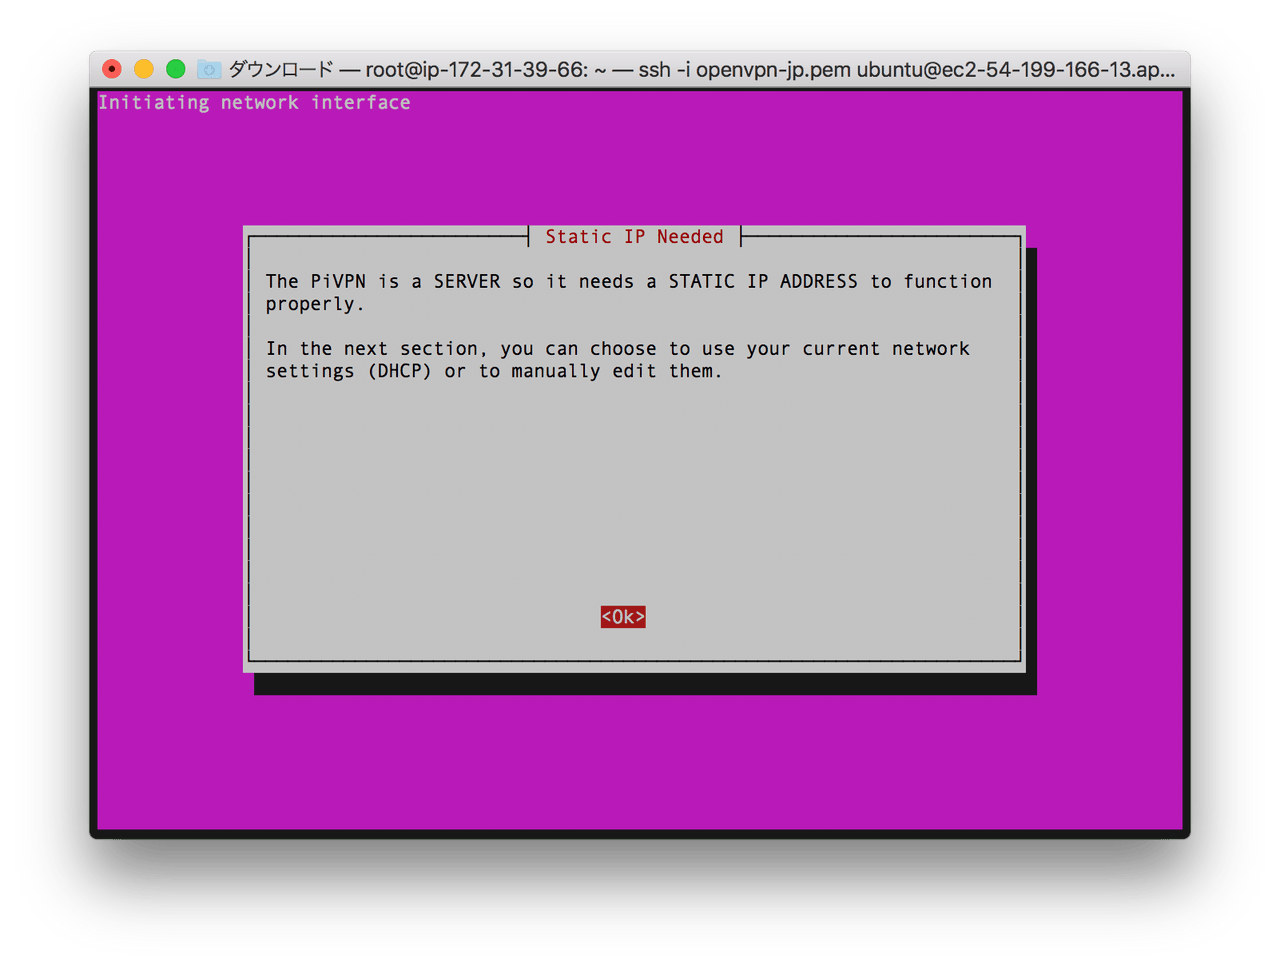 ダウンロード — root@ip-172-31-39-66: ~ — ssh -i openvpn-jp.pem ubuntu@ec2-54-199-166-13.ap...
Initiating network interface
Static IP Needed
The PiVPN is a SERVER so it needs a STATIC IP ADDRESS to function
properly.
In the next section, you can choose to use your current network
settings (DHCP) or to manually edit them.
<Ok>